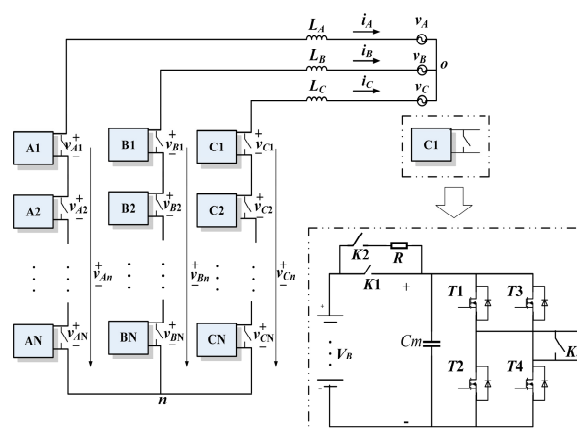 L_A i_A v_A
L_B i_B v_B o
L_C i_C v_C
A1 + v_A1 − B1 + v_B1 − C1 + v_C1 − C1
A2 + v_A2 − B2 + v_B2 − C2 + v_C2 −
+ v_An − + v_Bn − + v_Cn −
AN + v_AN − BN + v_BN − CN + v_CN −
n
K2 R
K1
+ T1 T3
+ V_B − Cm K
T2 T4
-